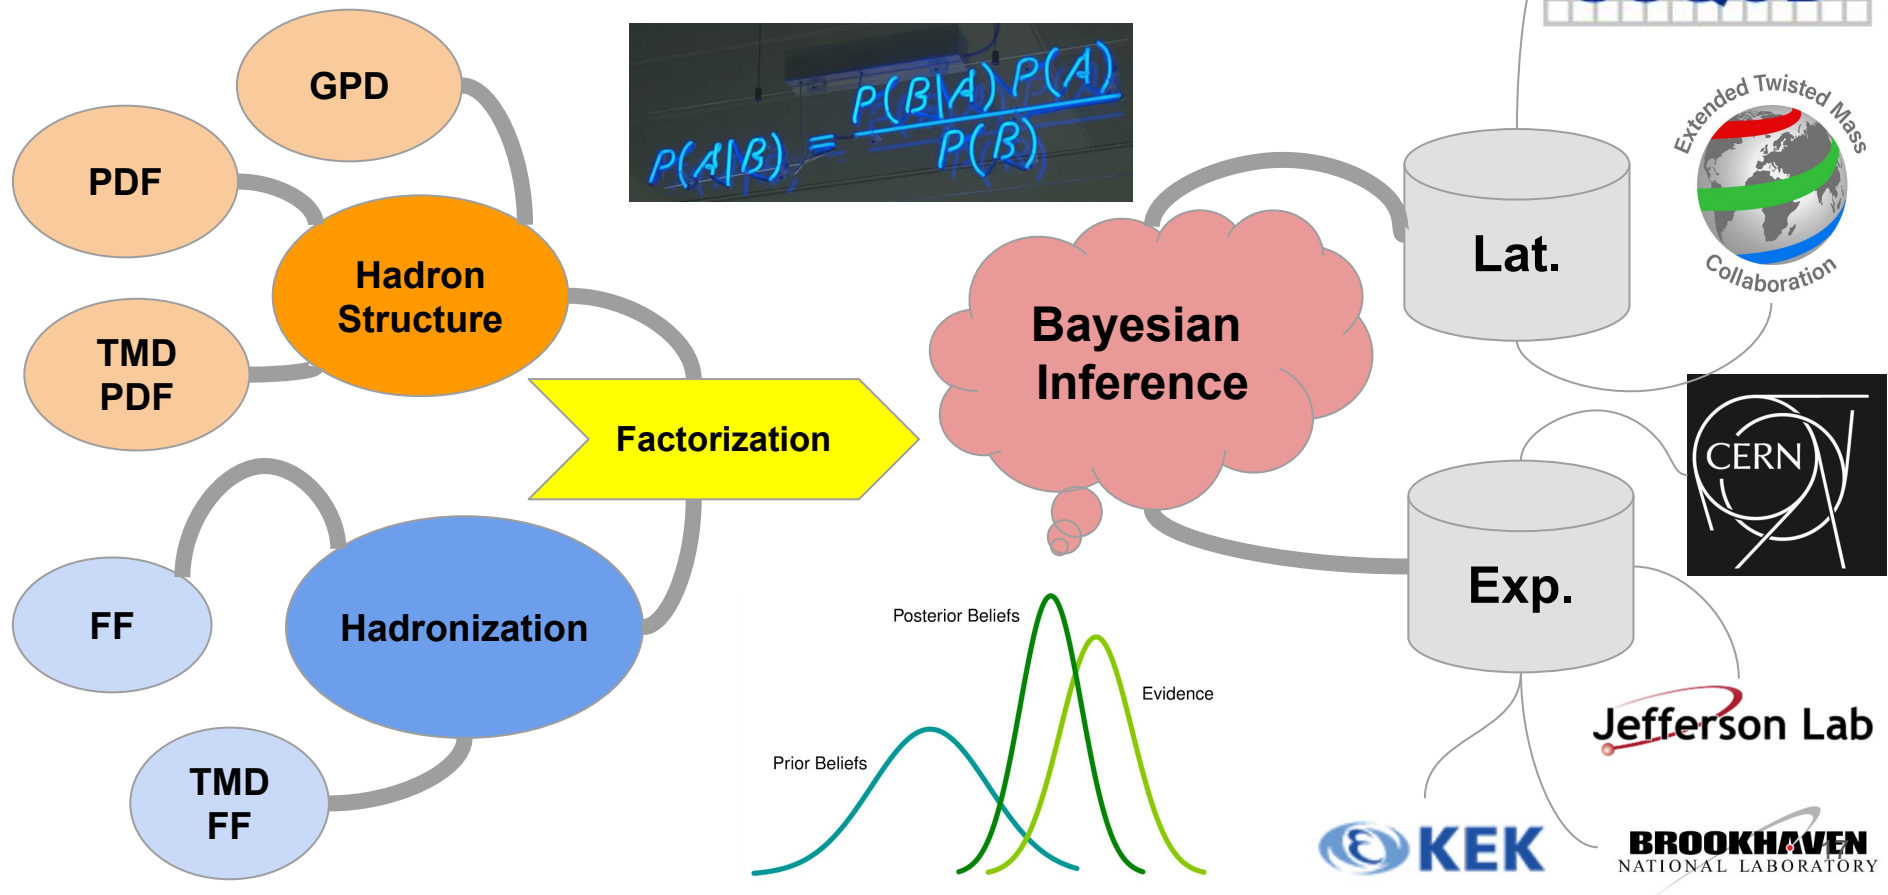 GPD
PDF
TMD
PDF
Hadron
Structure
Factorization
FF
Hadronization
TMD
FF
P(A|B) = P(B|A) P(A)
P(B)
Bayesian
Inference
Posterior Beliefs
Evidence
Prior Beliefs
Lat.
Extended Twisted Mass
Collaboration
CERN
Exp.
Jefferson Lab
KEK
BROOKHAVEN
NATIONAL LABORATORY
17